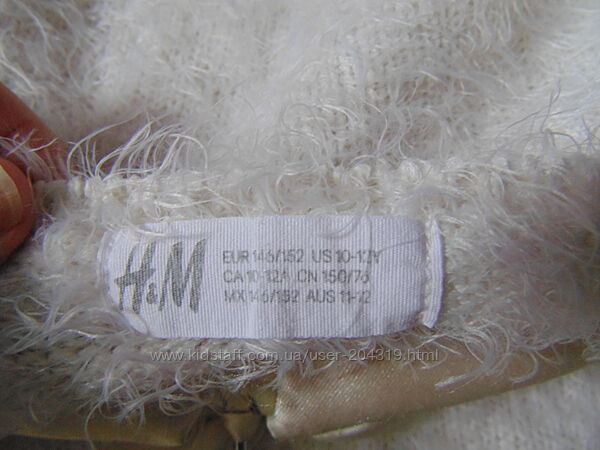 H&M
EUR 146/152 US 10-12Y
CA 10-12A CN 150/76
MX 146/152 AUS 11-12
www.kidstaff.com.ua/user-204319.html